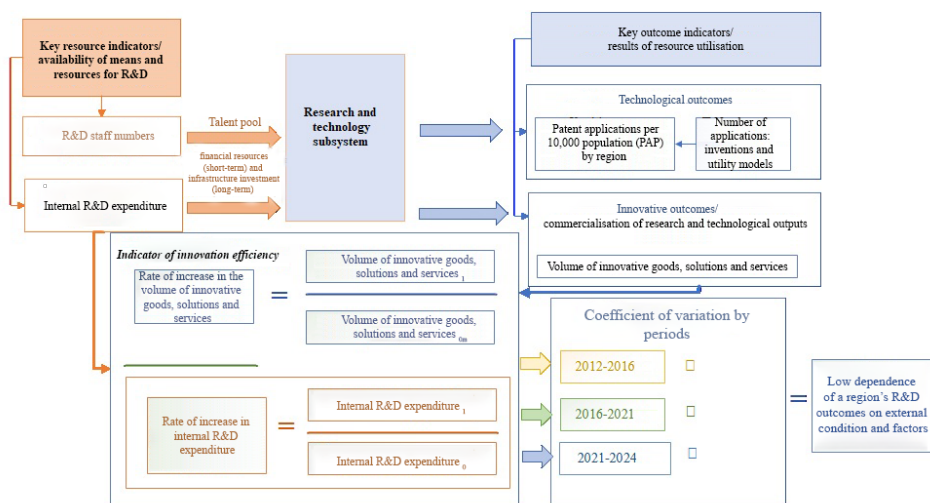 Key resource indicators/
availability of means and
resources for R&D
R&D staff numbers
Internal R&D expenditure
Talent pool
financial resources
(short-term) and
infrastructure investment
(long-term)
Research and
technology
subsystem
Key outcome indicators/
results of resource utilisation
Technological outcomes
Patent applications per
10,000 population (PAP) by
region
Number of
applications:
inventions and
utility models
Innovative outcomes/
commercialisation of research and technological outputs
Volume of innovative goods, solutions and services
Indicator of innovation efficiency
Rate of increase in the
volume of innovative
goods, solutions and
services
=
Volume of innovative goods,
solutions and services 1
Volume of innovative goods,
solutions and services 0m
Rate of increase in
internal R&D
expenditure
=
Internal R&D expenditure 1
Internal R&D expenditure 0
Coefficient of variation by
periods
2012-2016
2016-2021
2021-2024
=
Low dependence
of a region's R&D
outcomes on external
condition and factors